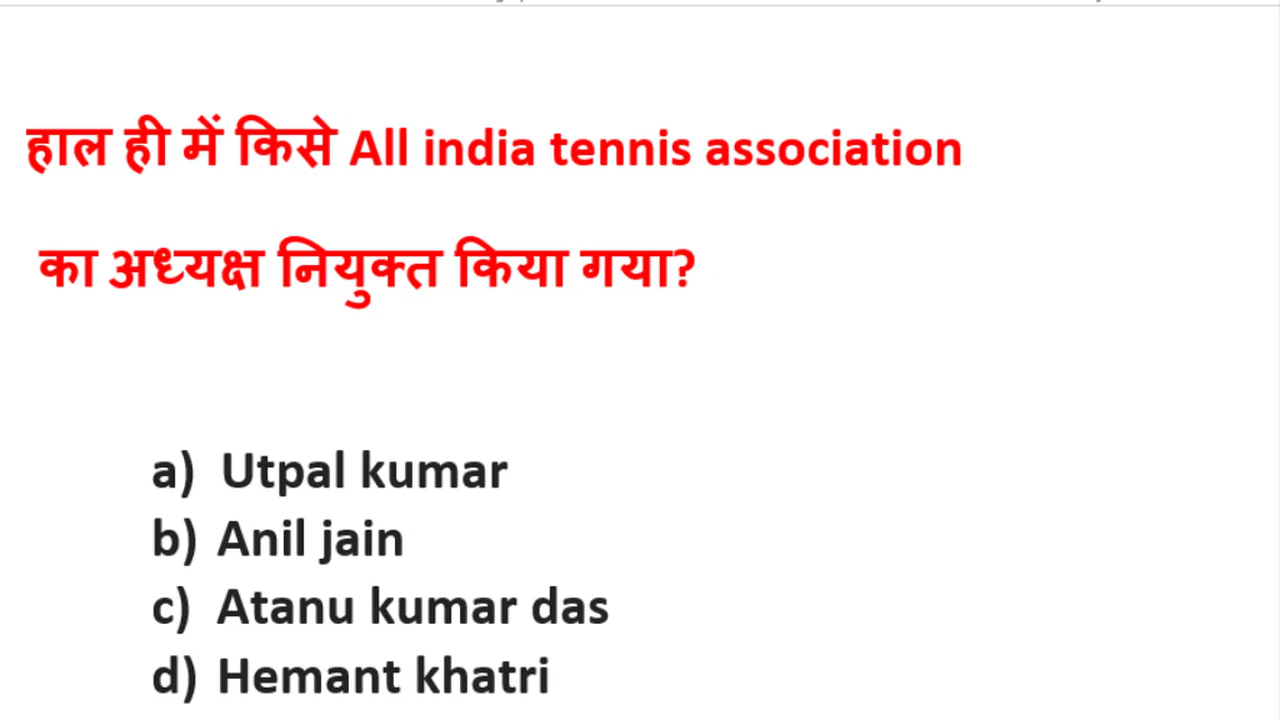 हाल ही में किसे All india tennis association
का अध्यक्ष नियुक्त किया गया?
a) Utpal kumar
b) Anil jain
c) Atanu kumar das
d) Hemant khatri